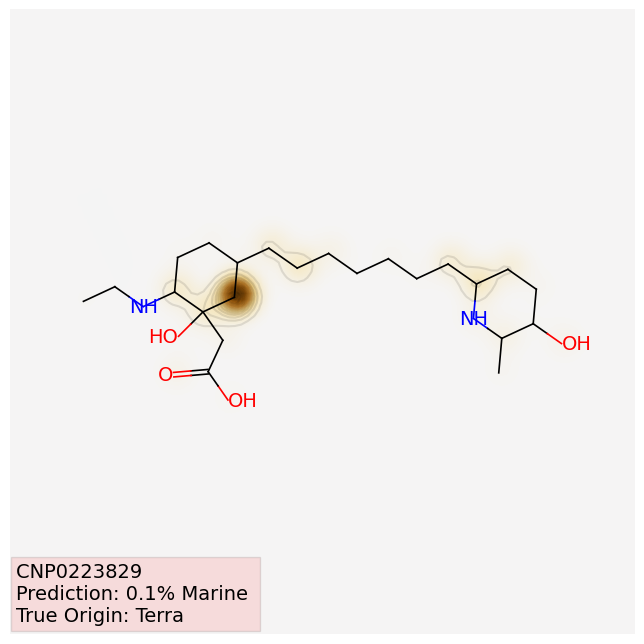 NH
HO
O
OH
NH
OH
CNP0223829
Prediction: 0.1% Marine
True Origin: Terra